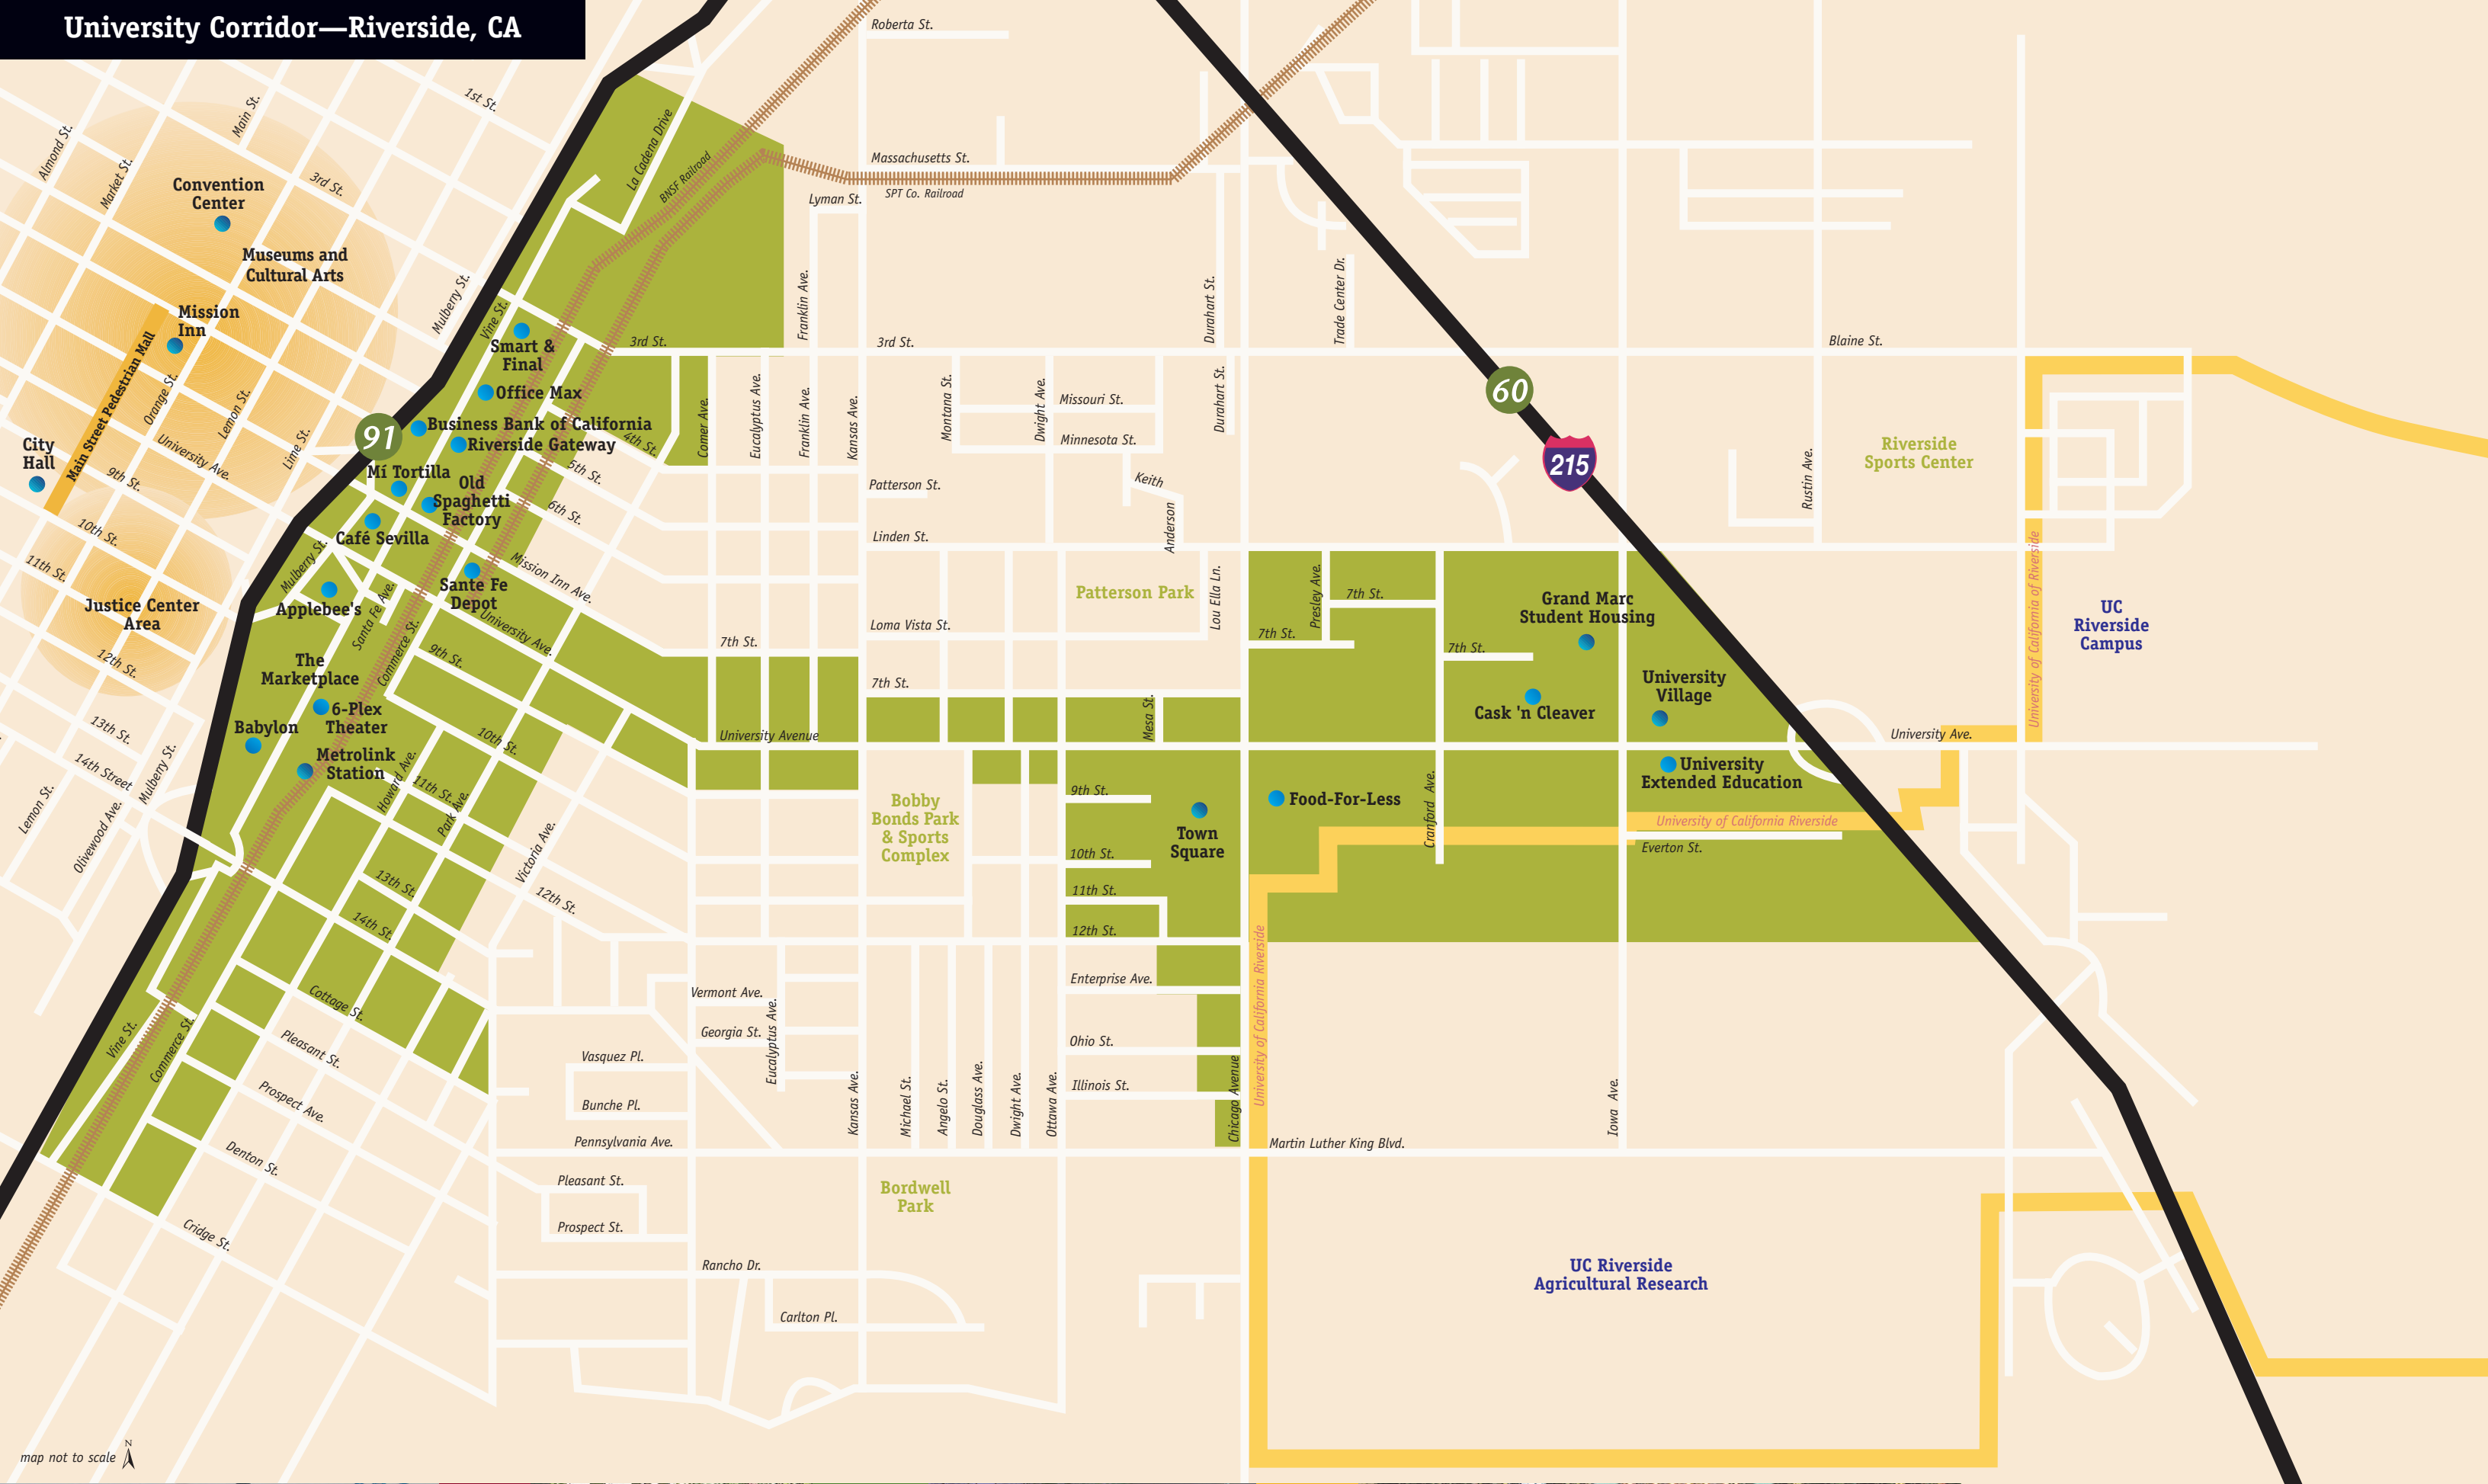 University Corridor—Riverside, CA
Roberta St.
1st St.
Main St.
Almond St.
Market St.
3rd St.
La Cadena Drive
BNSF Railroad
Massachusetts St.
SPT Co. Railroad
Lyman St.
Convention
Center
Museums and
Cultural Arts
Mission
Inn
Main Street Pedestrian Mall
Mulberry St.
Vine St.
Smart &
Final
Office Max
Business Bank of California
Riverside Gateway
91
Mí Tortilla
Old
Spaghetti
Factory
Café Sevilla
City
Hall
Orange St.
Lemon St.
Lime St.
University Ave.
9th St.
10th St.
11th St.
12th St.
13th St.
14th Street
Justice Center
Area
Lemon St.
Olivewood Ave.
Mulberry St.
Mulberry St.
Applebee's
Santa Fe Ave.
Commerce St.
Sante Fe
Depot
Mission Inn Ave.
University Ave.
9th St.
10th St.
11th St.
The
Marketplace
6-Plex
Theater
Babylon
Metrolink
Station
Howard Ave.
Park Ave.
Victoria Ave.
12th St.
13th St.
14th St.
Cottage St.
Pleasant St.
Prospect Ave.
Denton St.
Cridge St.
Vine St.
Commerce St.
3rd St.
4th St.
5th St.
6th St.
7th St.
Comer Ave.
Eucalyptus Ave.
Franklin Ave.
Franklin Ave.
Kansas Ave.
3rd St.
Montana St.
Dwight Ave.
Missouri St.
Minnesota St.
Durahart St.
Durahart St.
Trade Center Dr.
Patterson St.
Keith
Anderson
Linden St.
Patterson Park
Lou Ella Ln.
Loma Vista St.
7th St.
Mesa St.
University Avenue
Bobby
Bonds Park
& Sports
Complex
9th St.
10th St.
11th St.
12th St.
Town
Square
Food-For-Less
Enterprise Ave.
Ohio St.
Illinois St.
Chicago Avenue
University of California Riverside
Vermont Ave.
Georgia St.
Eucalyptus Ave.
Vasquez Pl.
Bunche Pl.
Pennsylvania Ave.
Kansas Ave.
Michael St.
Angelo St.
Douglass Ave.
Dwight Ave.
Ottawa Ave.
Pleasant St.
Prospect St.
Bordwell
Park
Rancho Dr.
Carlton Pl.
Martin Luther King Blvd.
Iowa Ave.
60
215
Blaine St.
Rustin Ave.
Riverside
Sports Center
University of California of Riverside
UC
Riverside
Campus
Presley Ave.
7th St.
7th St.
7th St.
Grand Marc
Student Housing
Cask 'n Cleaver
University
Village
University
Extended Education
University Ave.
Cranford Ave.
University of California Riverside
Everton St.
UC Riverside
Agricultural Research
map not to scale
N